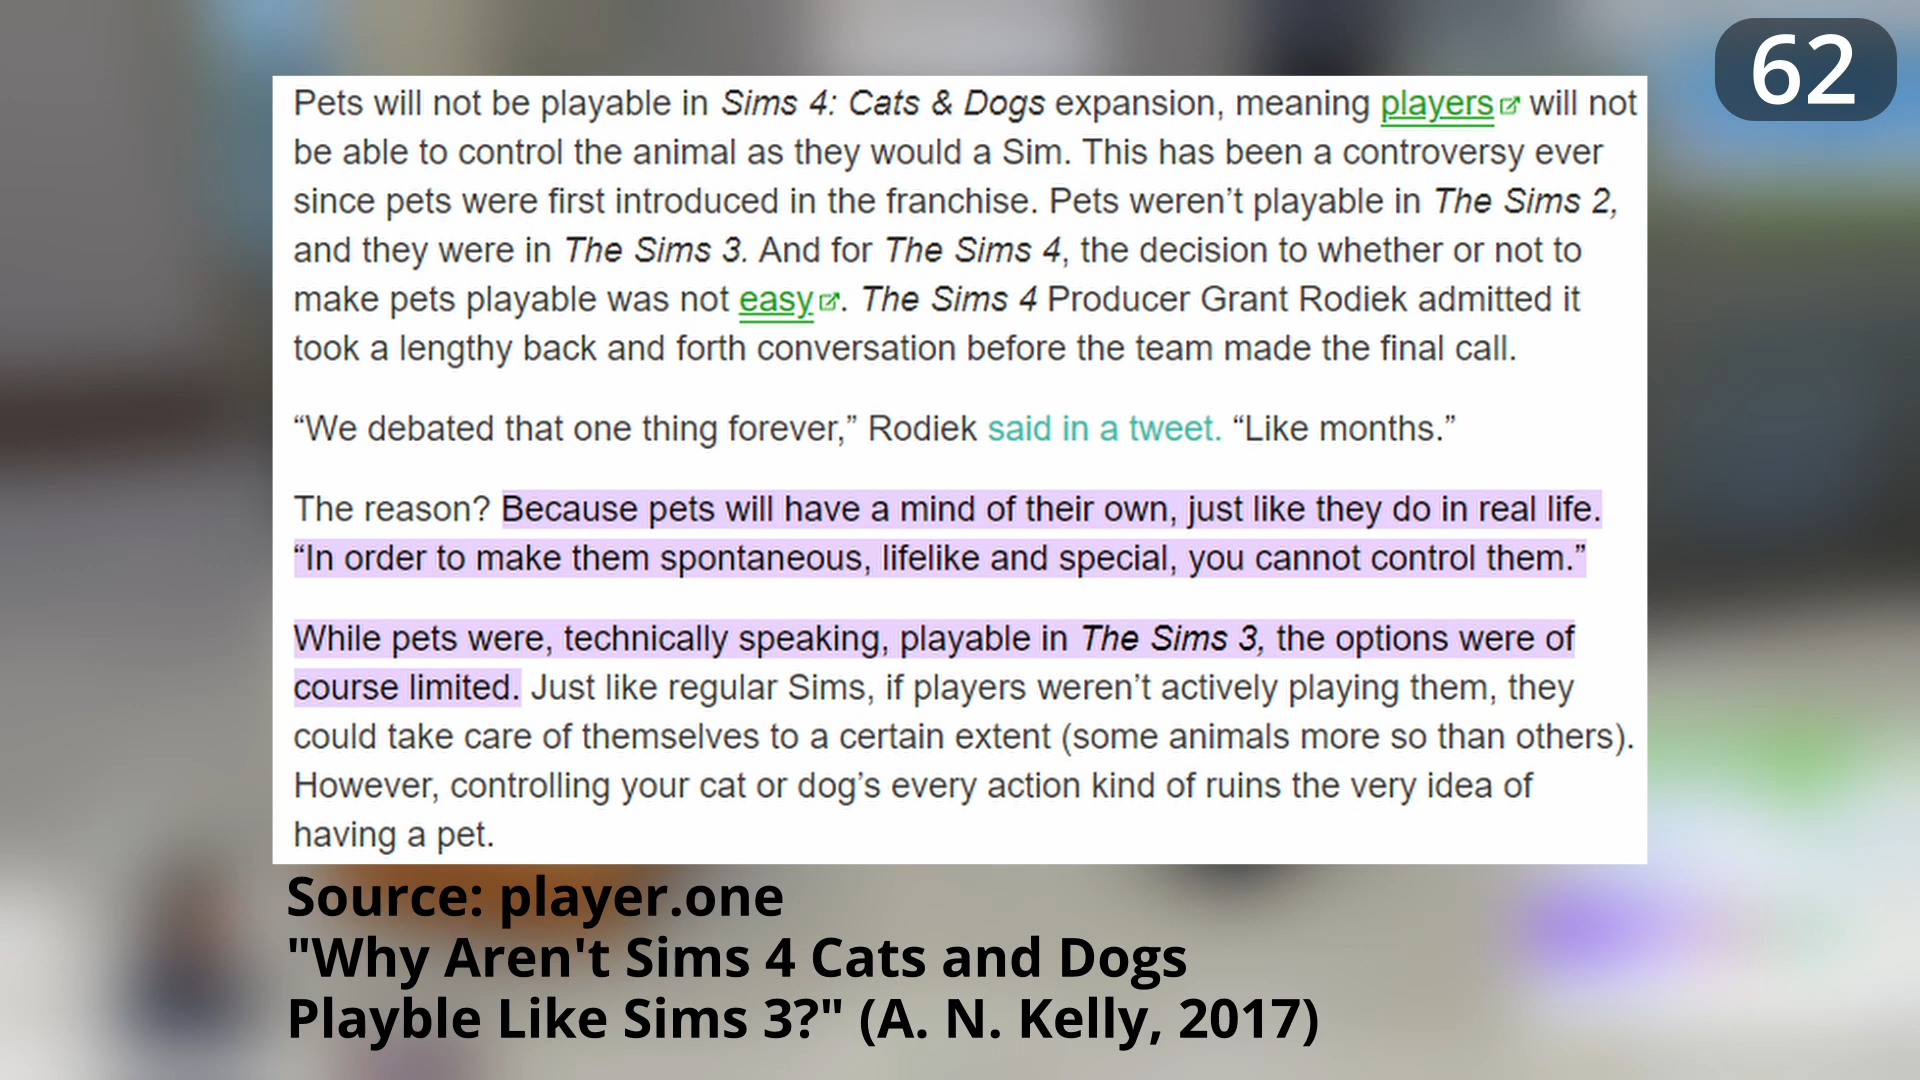 62
Pets will not be playable in Sims 4: Cats & Dogs expansion, meaning players will not
be able to control the animal as they would a Sim. This has been a controversy ever
since pets were first introduced in the franchise. Pets weren’t playable in The Sims 2,
and they were in The Sims 3. And for The Sims 4, the decision to whether or not to
make pets playable was not easy. The Sims 4 Producer Grant Rodiek admitted it
took a lengthy back and forth conversation before the team made the final call.
“We debated that one thing forever,” Rodiek said in a tweet. “Like months.”
The reason? Because pets will have a mind of their own, just like they do in real life.
“In order to make them spontaneous, lifelike and special, you cannot control them.”
While pets were, technically speaking, playable in The Sims 3, the options were of
course limited. Just like regular Sims, if players weren’t actively playing them, they
could take care of themselves to a certain extent (some animals more so than others).
However, controlling your cat or dog’s every action kind of ruins the very idea of
having a pet.
Source: player.one
"Why Aren't Sims 4 Cats and Dogs
Playble Like Sims 3?" (A. N. Kelly, 2017)